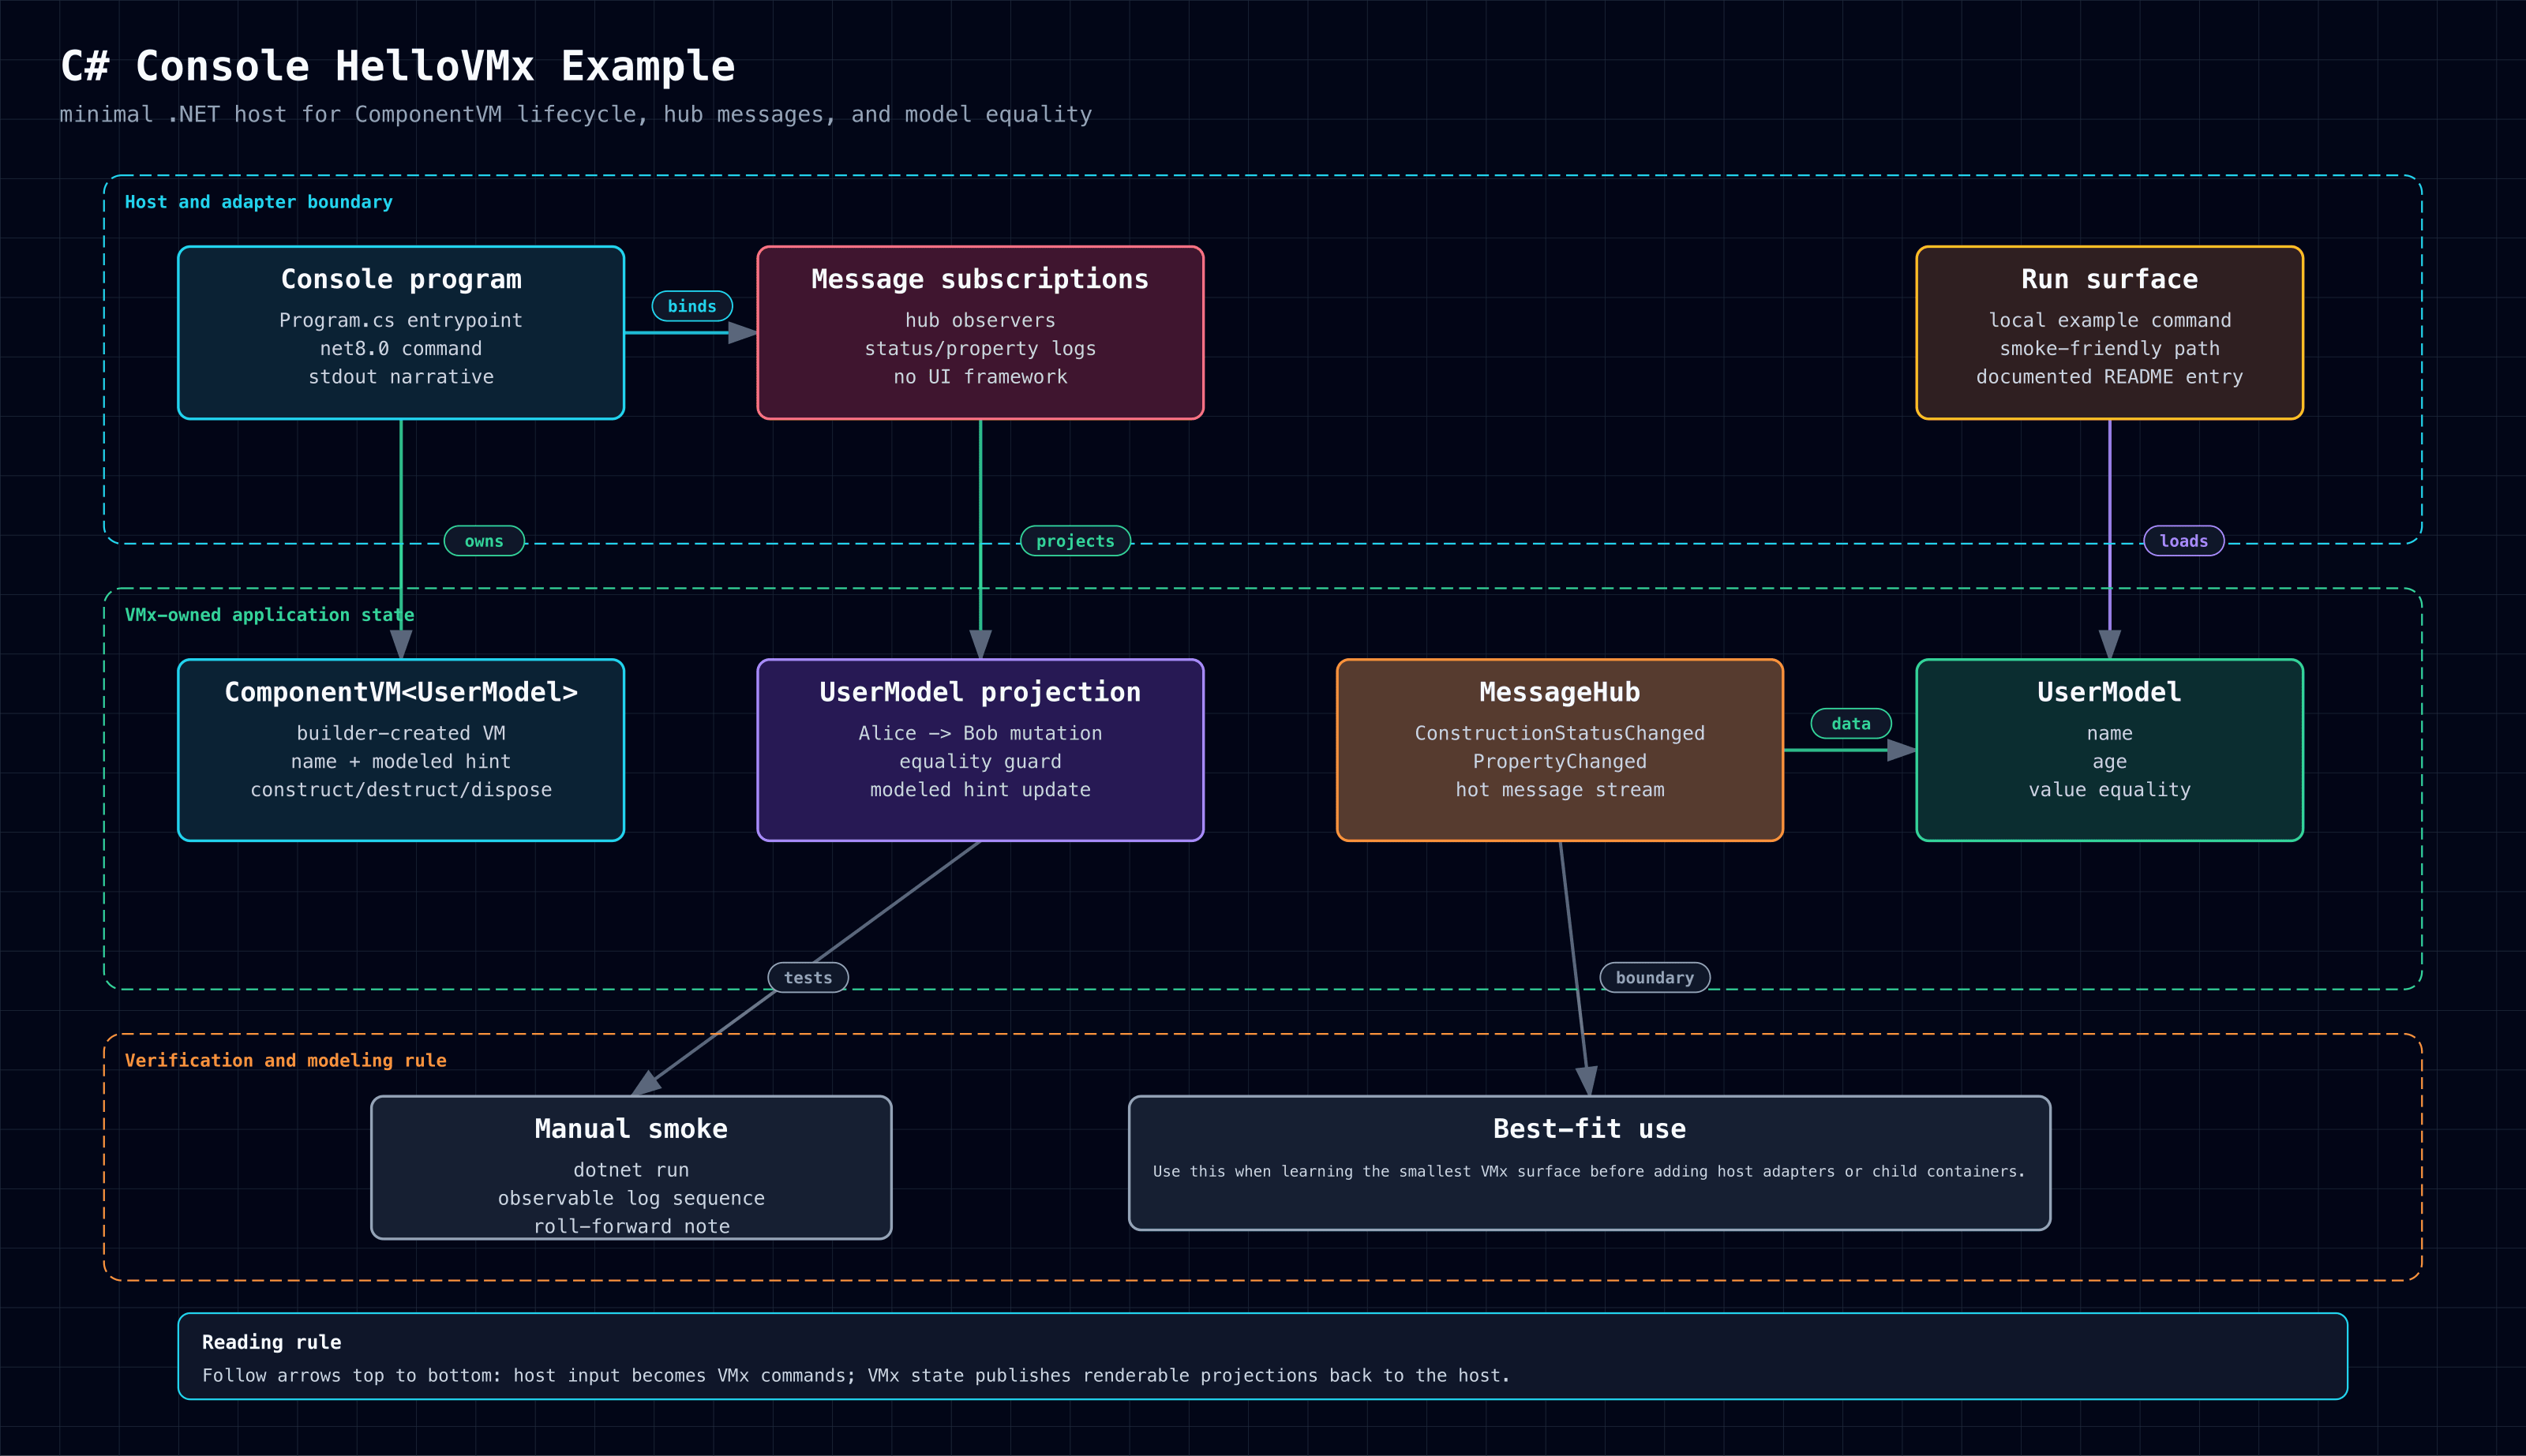 C# Console HelloVMx Example
minimal .NET host for ComponentVM lifecycle, hub messages, and model equality
Host and adapter boundary
Console program
Program.cs entrypoint
net8.0 command
stdout narrative
binds
Message subscriptions
hub observers
status/property logs
no UI framework
Run surface
local example command
smoke-friendly path
documented README entry
owns
projects
loads
VMx-owned application state
ComponentVM<UserModel>
builder-created VM
name + modeled hint
construct/destruct/dispose
UserModel projection
Alice -> Bob mutation
equality guard
modeled hint update
MessageHub
ConstructionStatusChanged
PropertyChanged
hot message stream
data
UserModel
name
age
value equality
tests
boundary
Verification and modeling rule
Manual smoke
dotnet run
observable log sequence
roll-forward note
Best-fit use
Use this when learning the smallest VMx surface before adding host adapters or child containers.
Reading rule
Follow arrows top to bottom: host input becomes VMx commands; VMx state publishes renderable projections back to the host.